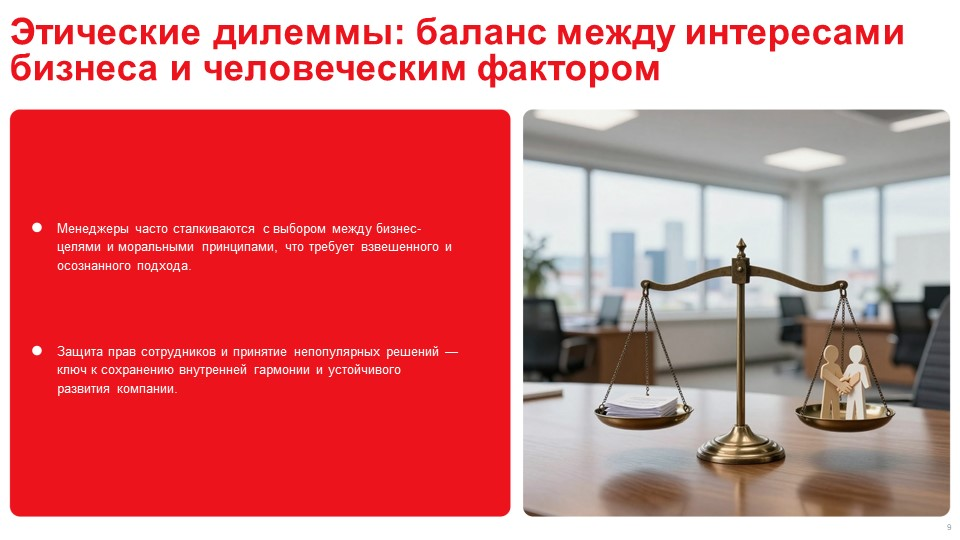 Этические дилеммы: баланс между интересами
бизнеса и человеческим фактором
Менеджеры часто сталкиваются с выбором между бизнес-
целями и моральными принципами, что требует взвешенного и
осознанного подхода.
Защита прав сотрудников и принятие непопулярных решений —
ключ к сохранению внутренней гармонии и устойчивого
развития компании.
9